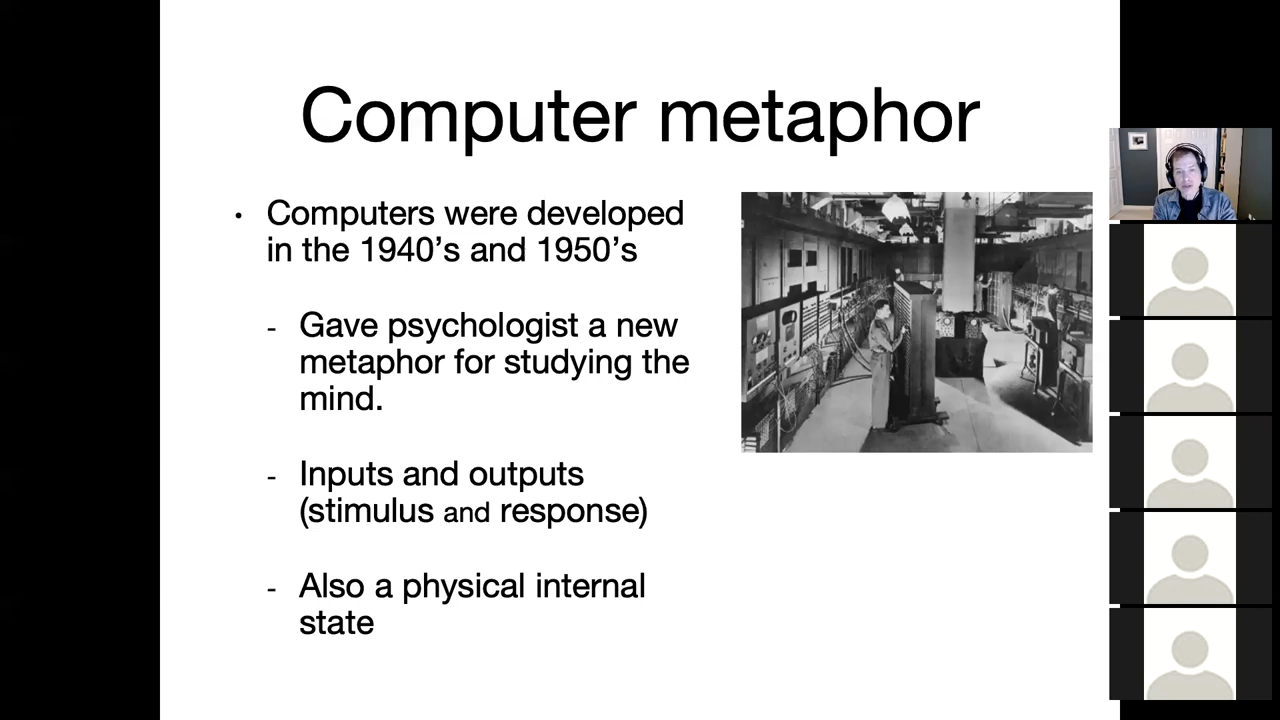 Computer metaphor
• Computers were developed
in the 1940’s and 1950’s
- Gave psychologist a new
metaphor for studying the
mind.
- Inputs and outputs
(stimulus and response)
- Also a physical internal
state